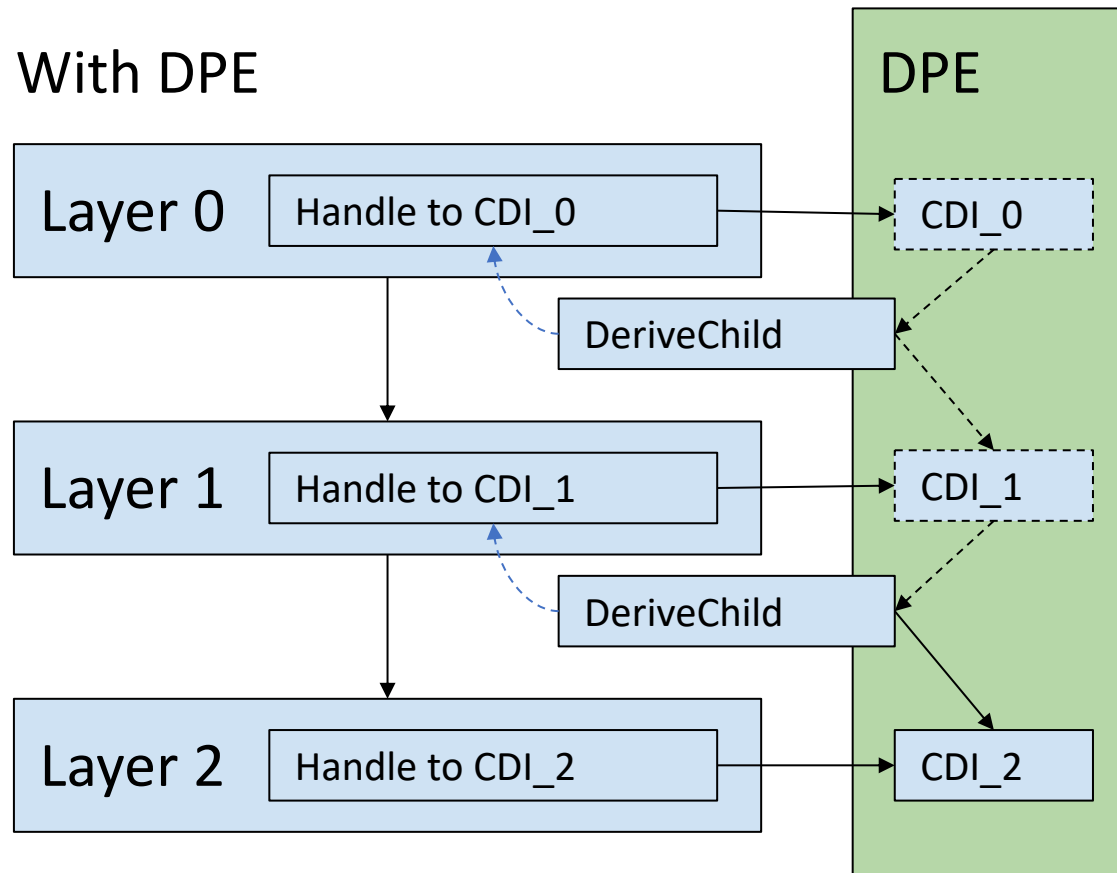 With DPE
DPE
Layer 0
Handle to CDI_0
CDI_0
DeriveChild
Layer 1
Handle to CDI_1
CDI_1
DeriveChild
Layer 2
Handle to CDI_2
CDI_2